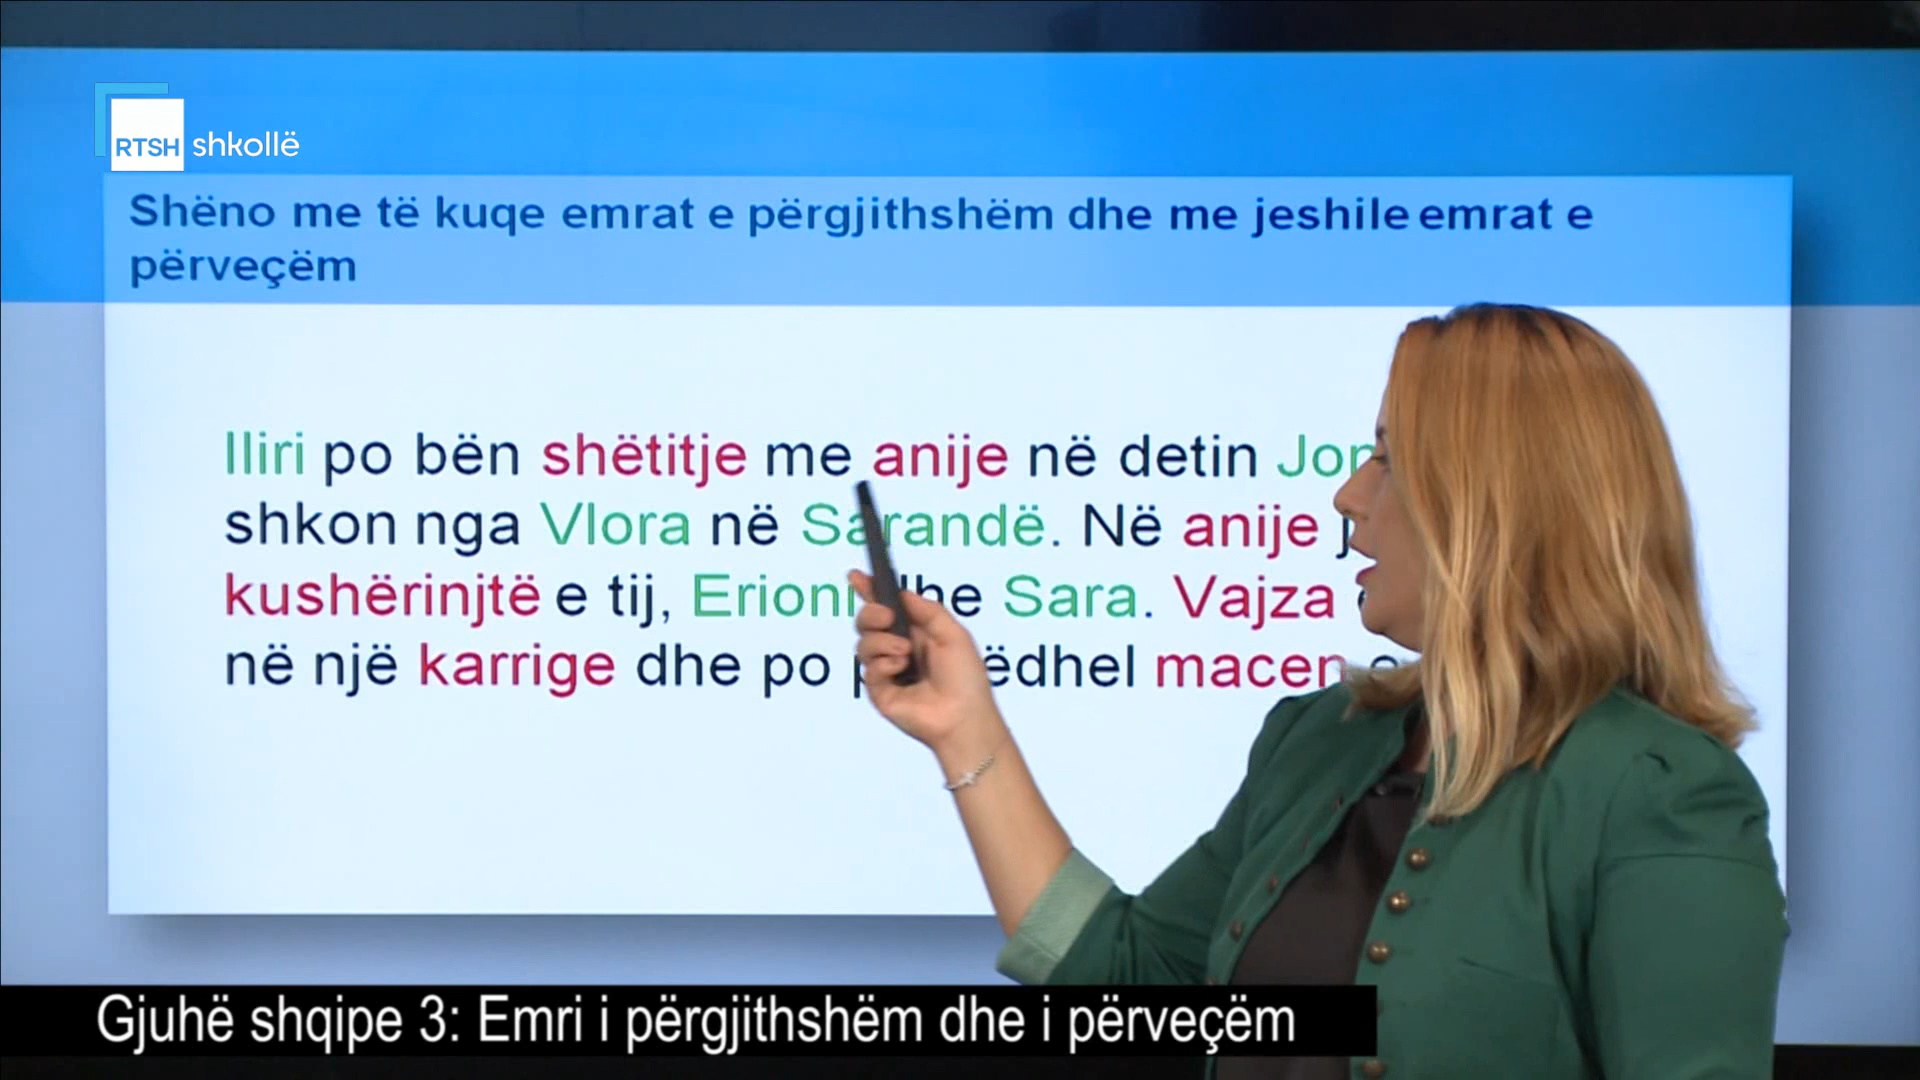 RTSH shkollë
Shëno me të kuqe emrat e përgjithshëm dhe me jeshile emrat e
përveçëm
Iliri po bën shëtitje me anije në detin
shkon nga Vlora në Sarandë. Në anije
kushërinjtë e tij, Erioni dhe Sara. Vajza
në një karrige dhe po macen
Gjuhë shqipe 3: Emri i përgjithshëm dhe i përveçëm